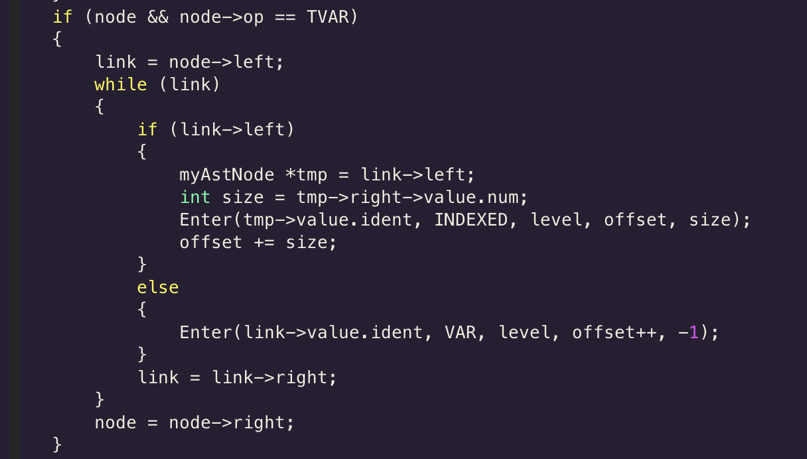 if (node && node->op == TVAR)
{
    link = node->left;
    while (link)
    {
        if (link->left)
        {
            myAstNode *tmp = link->left;
            int size = tmp->right->value.num;
            Enter(tmp->value.ident, INDEXED, level, offset, size);
            offset += size;
        }
        else
        {
            Enter(link->value.ident, VAR, level, offset++, -1);
        }
        link = link->right;
    }
    node = node->right;
}